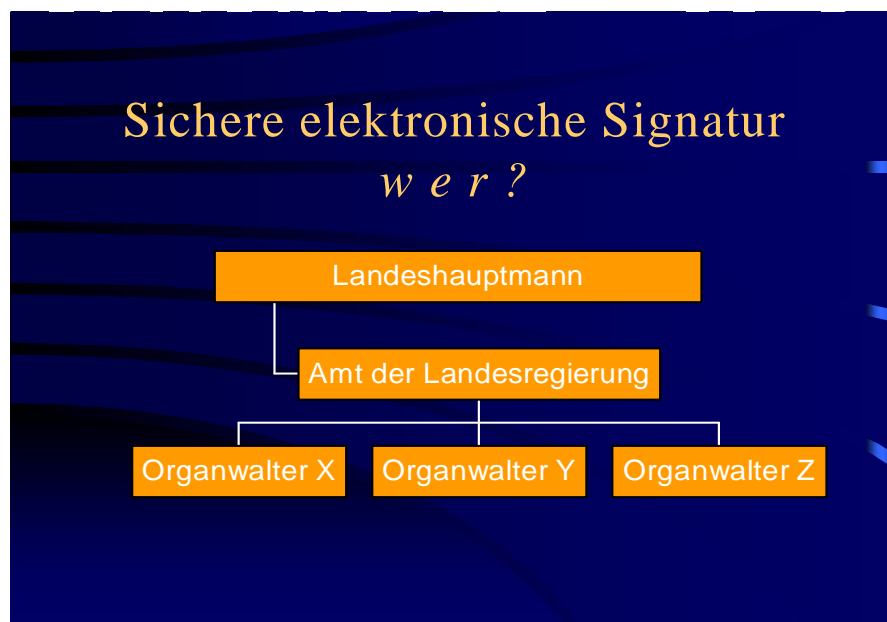 Sichere elektronische Signatur
w e r ?
Landeshauptmann
Amt der Landesregierung
Organwalter X
Organwalter Y
Organwalter Z